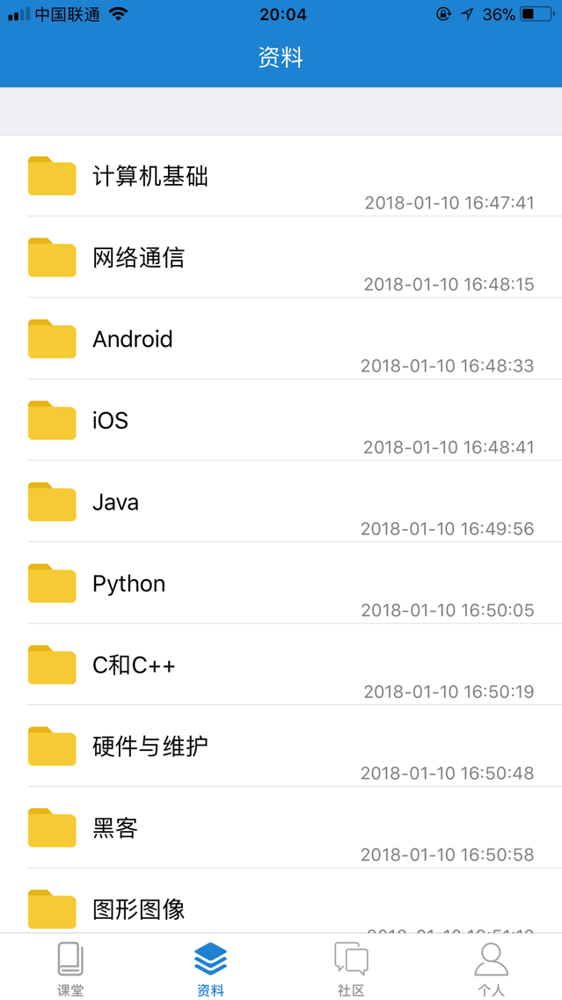 中国联通 20:04 36%
资料
计算机基础
2018-01-10 16:47:41
网络通信
2018-01-10 16:48:15
Android
2018-01-10 16:48:33
iOS
2018-01-10 16:48:41
Java
2018-01-10 16:49:56
Python
2018-01-10 16:50:05
C和C++
2018-01-10 16:50:19
硬件与维护
2018-01-10 16:50:48
黑客
2018-01-10 16:50:58
图形图像
课堂 资料 社区 个人